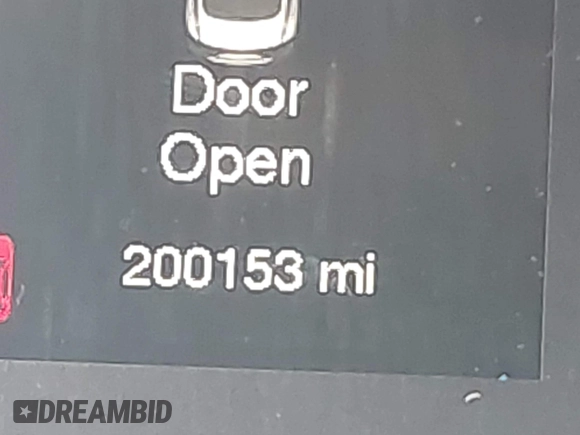 Door
Open
200153 mi
DREAMBID